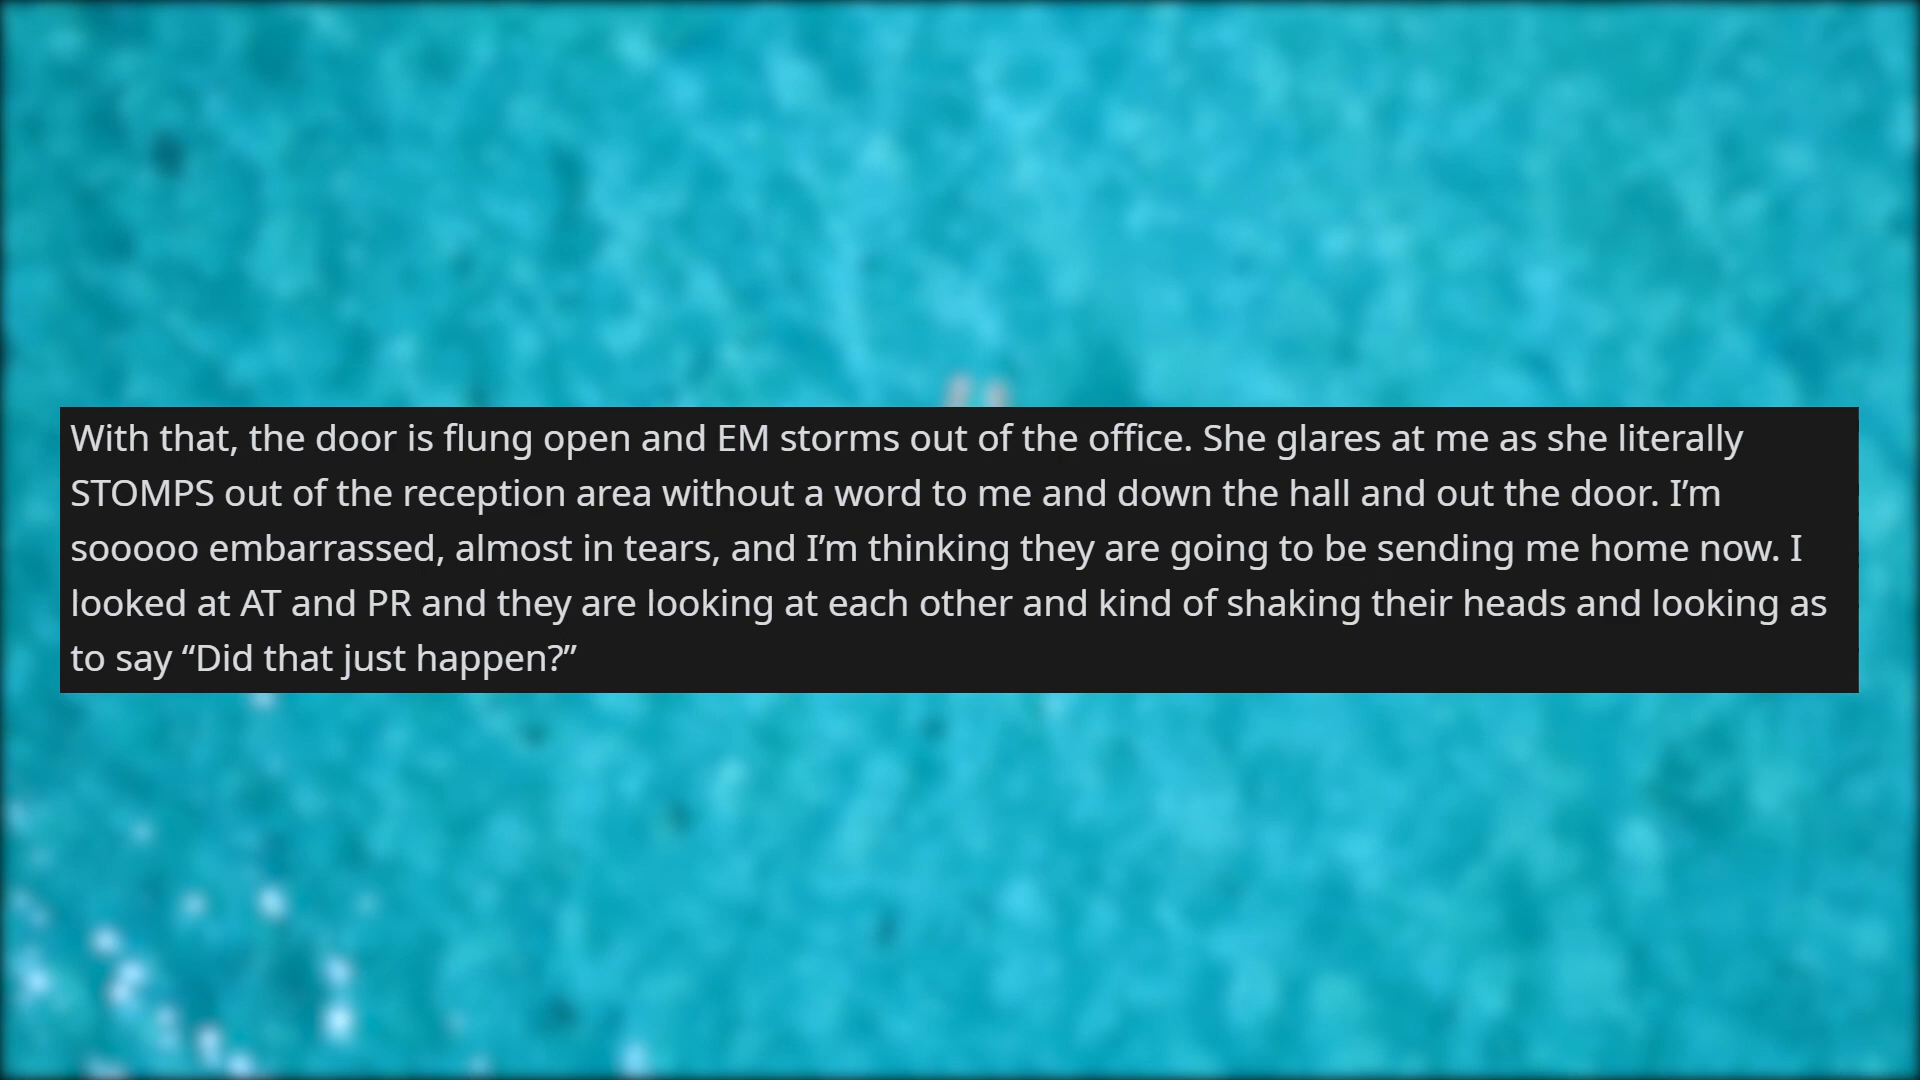 With that, the door is flung open and EM storms out of the office. She glares at me as she literally
STOMPS out of the reception area without a word to me and down the hall and out the door. I’m
sooooo embarrassed, almost in tears, and I’m thinking they are going to be sending me home now. I
looked at AT and PR and they are looking at each other and kind of shaking their heads and looking as
to say “Did that just happen?”